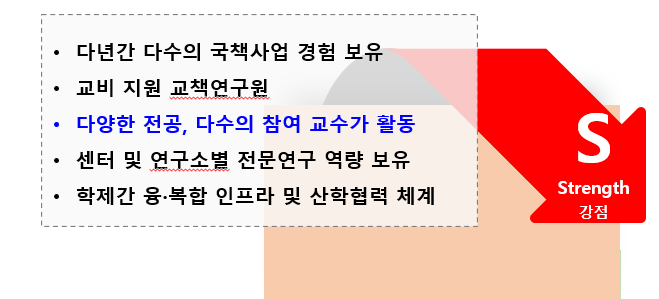 • 다년간 다수의 국책사업 경험 보유
• 교비 지원 교책연구원
• 다양한 전공, 다수의 참여 교수가 활동
• 센터 및 연구소별 전문연구 역량 보유
• 학제간 융·복합 인프라 및 산학협력 체계
S
Strength
강점